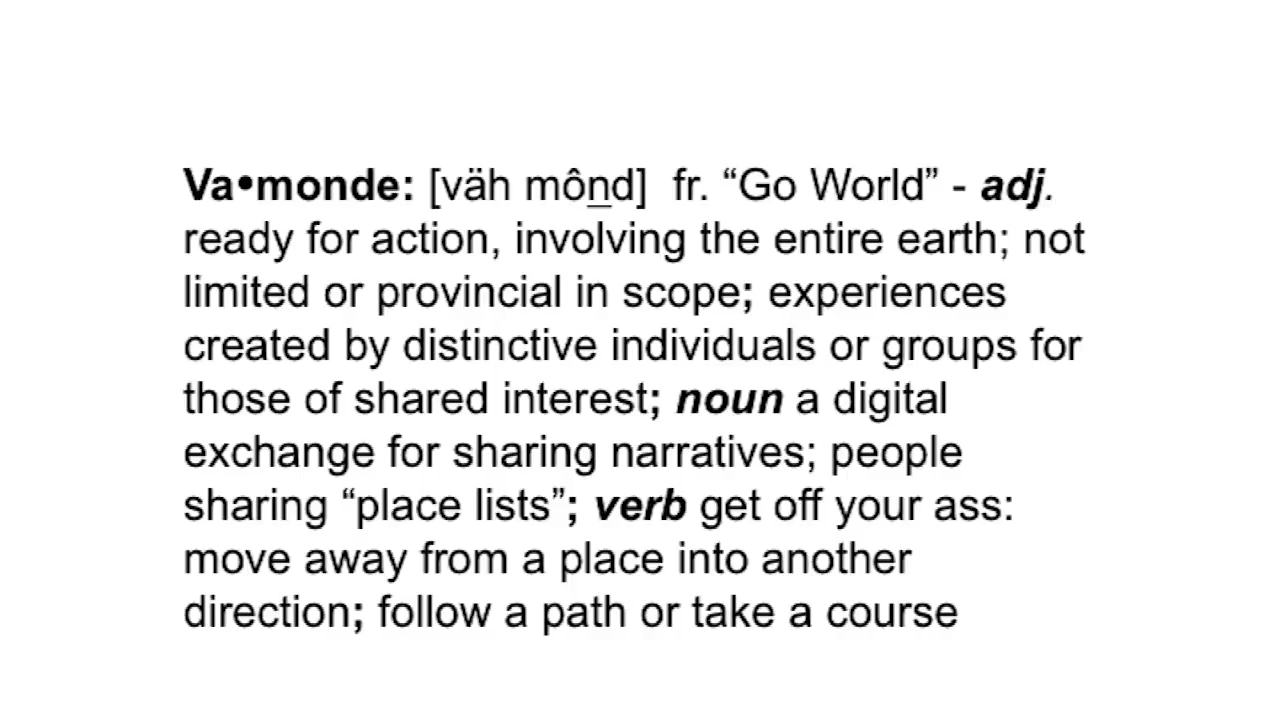 Va•monde: [väh môn̲d]  fr. “Go World” - adj.
ready for action, involving the entire earth; not
limited or provincial in scope; experiences
created by distinctive individuals or groups for
those of shared interest; noun a digital
exchange for sharing narratives; people
sharing “place lists”; verb get off your ass:
move away from a place into another
direction; follow a path or take a course